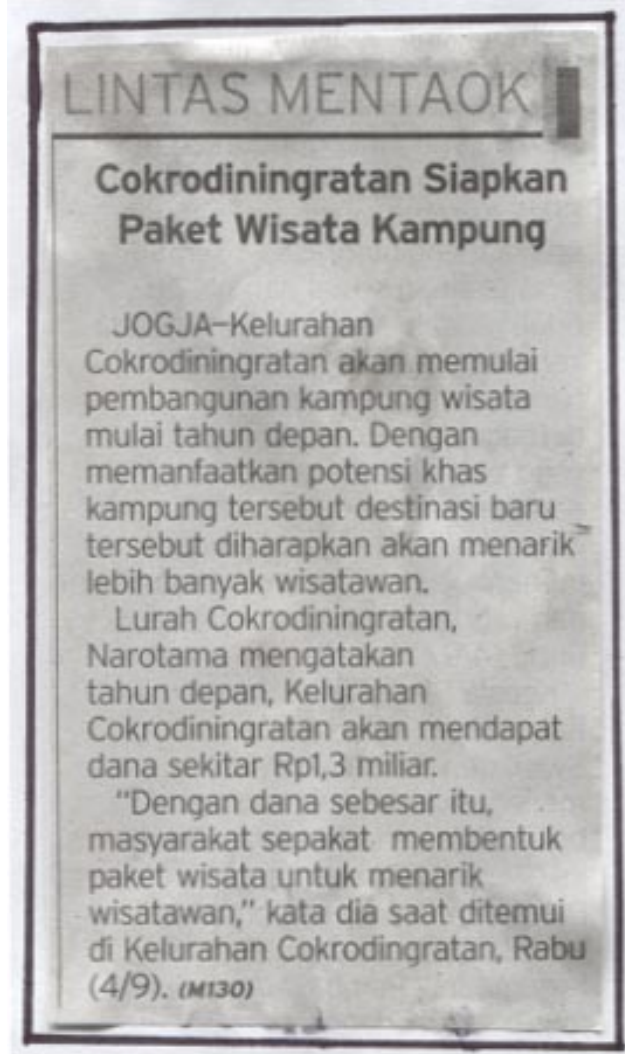 LINTAS MENTAOK
Cokrodiningratan Siapkan
Paket Wisata Kampung
JOGJA–Kelurahan
Cokrodiningratan akan memulai
pembangunan kampung wisata
mulai tahun depan. Dengan
memanfaatkan potensi khas
kampung tersebut destinasi baru
tersebut diharapkan akan menarik
lebih banyak wisatawan.
Lurah Cokrodiningratan,
Narotama mengatakan
tahun depan, Kelurahan
Cokrodiningratan akan mendapat
dana sekitar Rp1,3 miliar.
"Dengan dana sebesar itu,
masyarakat sepakat membentuk
paket wisata untuk menarik
wisatawan," kata dia saat ditemui
di Kelurahan Cokrodingratan, Rabu
(4/9). (M130)